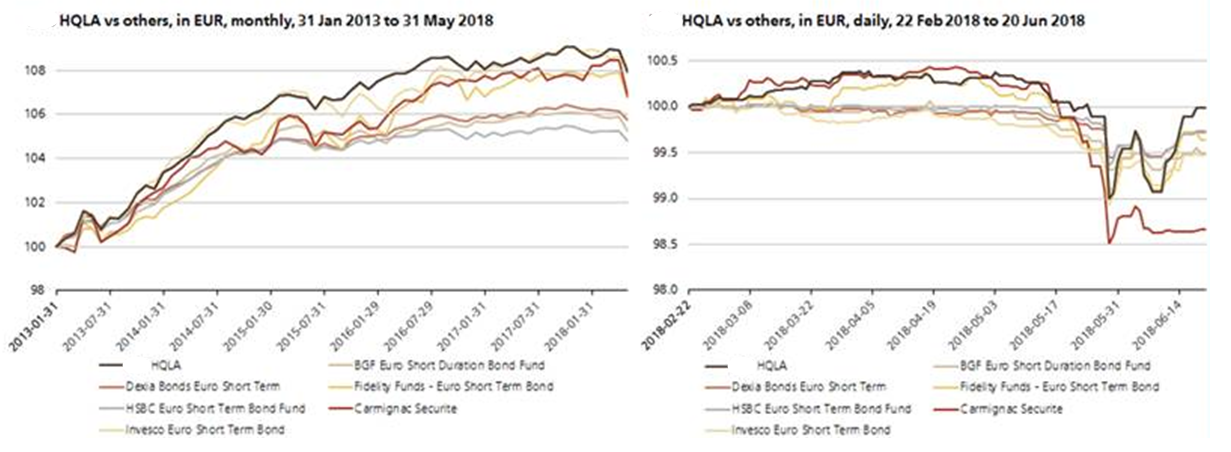 HQLA vs others, in EUR, monthly, 31 Jan 2013 to 31 May 2018
108
106
104
102
100
98
2013-01-31
2013-07-31
2014-01-31
2014-07-31
2015-01-30
2015-07-31
2016-01-29
2016-07-29
2017-01-31
2017-07-31
2018-01-31
HQLA
BGF Euro Short Duration Bond Fund
Dexia Bonds Euro Short Term
Fidelity Funds - Euro Short Term Bond
HSBC Euro Short Term Bond Fund
Carmignac Securite
Invesco Euro Short Term Bond
HQLA vs others, in EUR, daily, 22 Feb 2018 to 20 Jun 2018
100.5
100.0
99.5
99.0
98.5
98.0
2018-02-22
2018-03-08
2018-03-22
2018-04-05
2018-04-19
2018-05-03
2018-05-17
2018-05-31
2018-06-14
HQLA
BGF Euro Short Duration Bond Fund
Dexia Bonds Euro Short Term
Fidelity Funds - Euro Short Term Bond
HSBC Euro Short Term Bond Fund
Carmignac Securite
Invesco Euro Short Term Bond